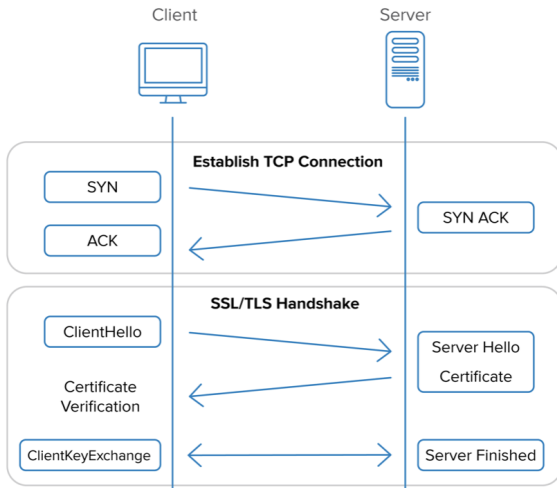 Client
Server
Establish TCP Connection
SYN
SYN ACK
ACK
SSL/TLS Handshake
ClientHello
Server Hello
Certificate
Certificate
Verification
ClientKeyExchange
Server Finished